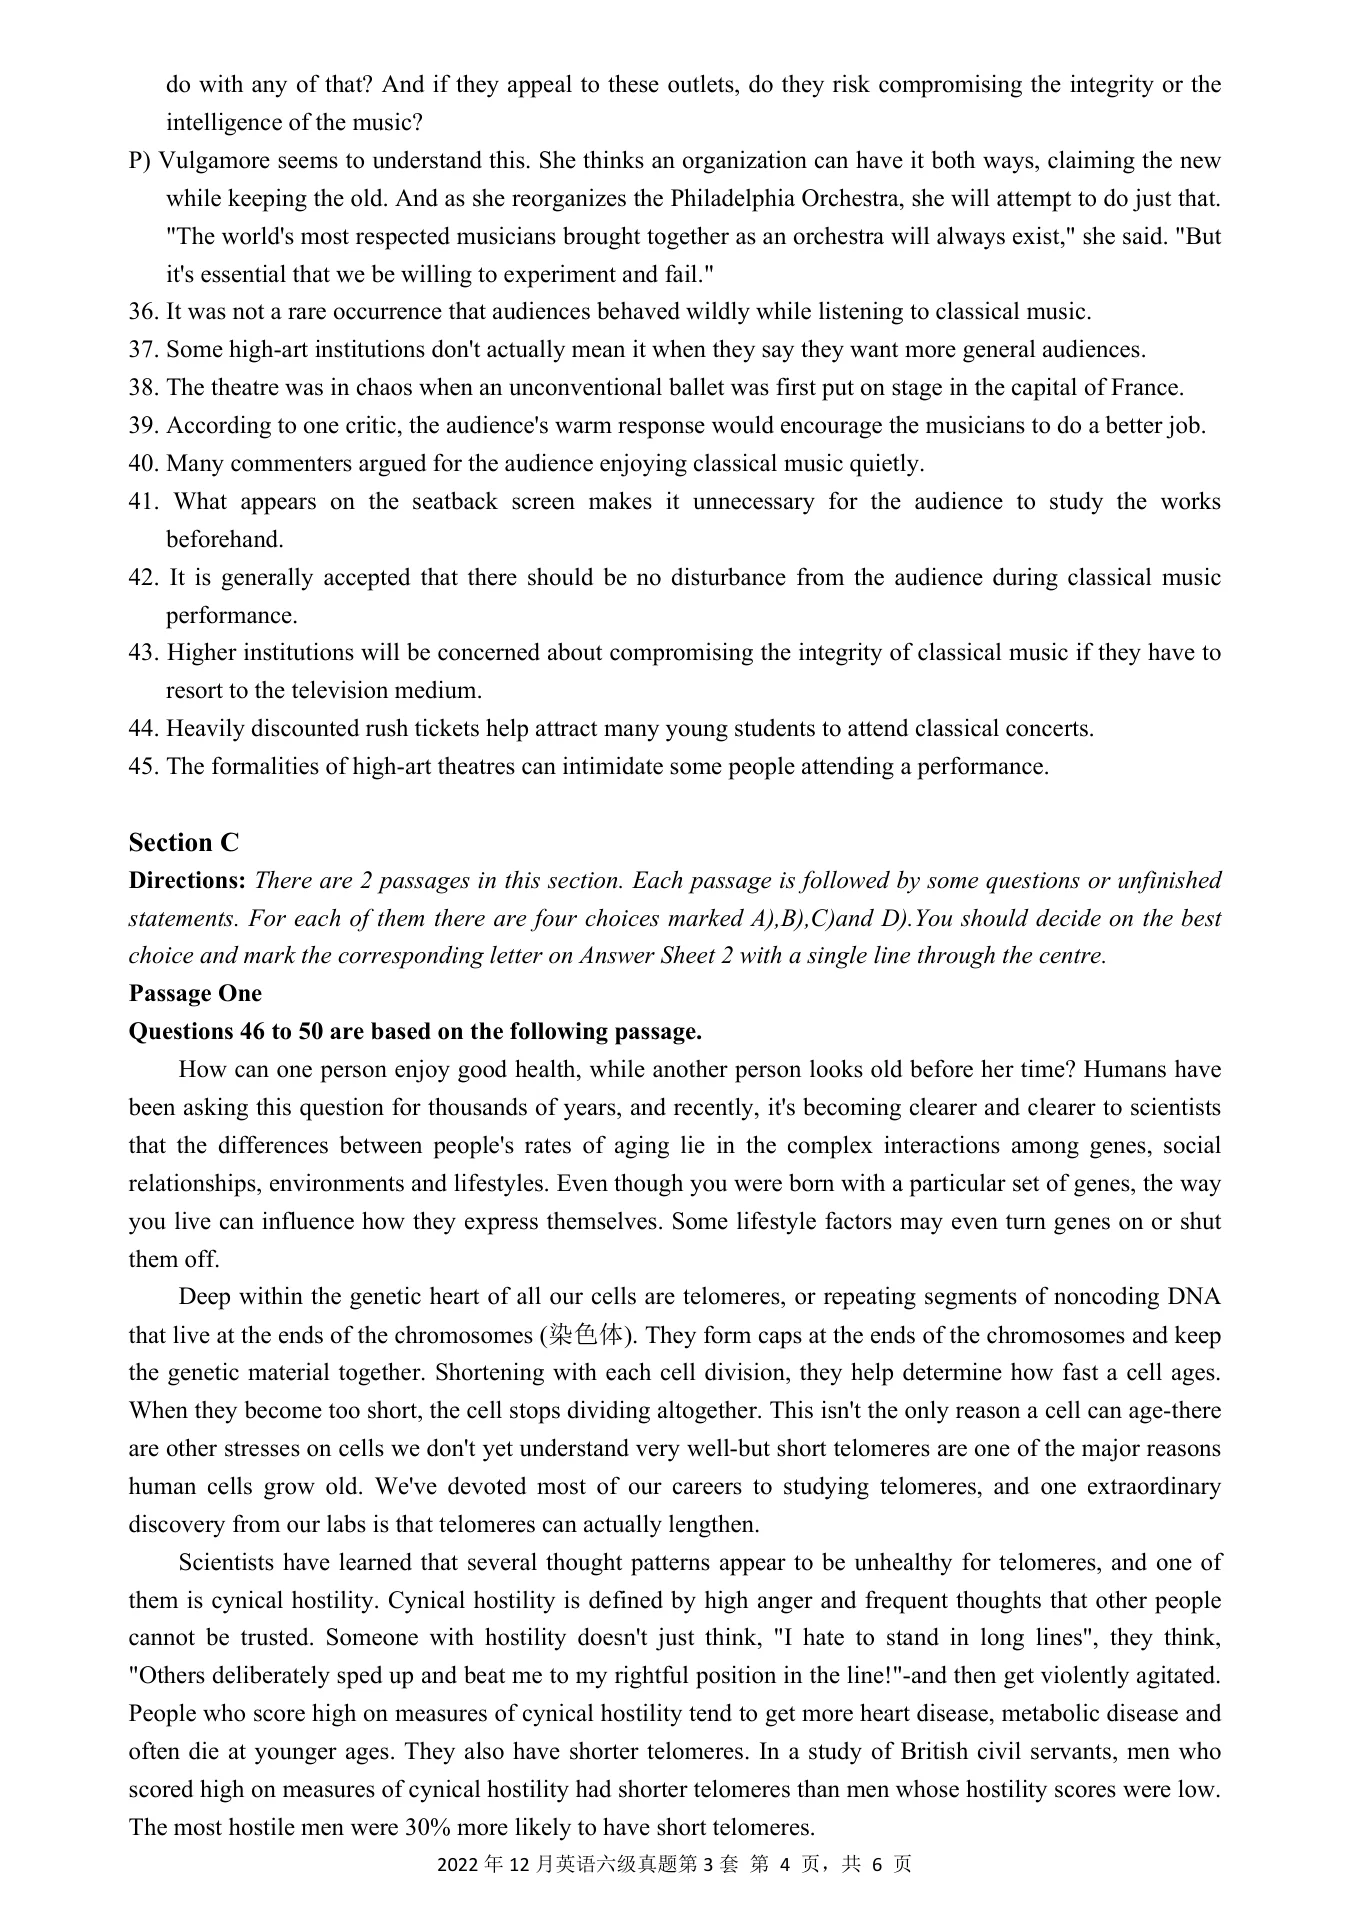 do with any of that? And if they appeal to these outlets, do they risk compromising the integrity or the
intelligence of the music?
P) Vulgamore seems to understand this. She thinks an organization can have it both ways, claiming the new
while keeping the old. And as she reorganizes the Philadelphia Orchestra, she will attempt to do just that.
"The world's most respected musicians brought together as an orchestra will always exist," she said. "But
it's essential that we be willing to experiment and fail."
36. It was not a rare occurrence that audiences behaved wildly while listening to classical music.
37. Some high-art institutions don't actually mean it when they say they want more general audiences.
38. The theatre was in chaos when an unconventional ballet was first put on stage in the capital of France.
39. According to one critic, the audience's warm response would encourage the musicians to do a better job.
40. Many commenters argued for the audience enjoying classical music quietly.
41. What appears on the seatback screen makes it unnecessary for the audience to study the works
beforehand.
42. It is generally accepted that there should be no disturbance from the audience during classical music
performance.
43. Higher institutions will be concerned about compromising the integrity of classical music if they have to
resort to the television medium.
44. Heavily discounted rush tickets help attract many young students to attend classical concerts.
45. The formalities of high-art theatres can intimidate some people attending a performance.
Section C
Directions: There are 2 passages in this section. Each passage is followed by some questions or unfinished
statements. For each of them there are four choices marked A),B),C)and D).You should decide on the best
choice and mark the corresponding letter on Answer Sheet 2 with a single line through the centre.
Passage One
Questions 46 to 50 are based on the following passage.
How can one person enjoy good health, while another person looks old before her time? Humans have
been asking this question for thousands of years, and recently, it's becoming clearer and clearer to scientists
that the differences between people's rates of aging lie in the complex interactions among genes, social
relationships, environments and lifestyles. Even though you were born with a particular set of genes, the way
you live can influence how they express themselves. Some lifestyle factors may even turn genes on or shut
them off.
Deep within the genetic heart of all our cells are telomeres, or repeating segments of noncoding DNA
that live at the ends of the chromosomes (染色体). They form caps at the ends of the chromosomes and keep
the genetic material together. Shortening with each cell division, they help determine how fast a cell ages.
When they become too short, the cell stops dividing altogether. This isn't the only reason a cell can age-there
are other stresses on cells we don't yet understand very well-but short telomeres are one of the major reasons
human cells grow old. We've devoted most of our careers to studying telomeres, and one extraordinary
discovery from our labs is that telomeres can actually lengthen.
Scientists have learned that several thought patterns appear to be unhealthy for telomeres, and one of
them is cynical hostility. Cynical hostility is defined by high anger and frequent thoughts that other people
cannot be trusted. Someone with hostility doesn't just think, "I hate to stand in long lines", they think,
"Others deliberately sped up and beat me to my rightful position in the line!"-and then get violently agitated.
People who score high on measures of cynical hostility tend to get more heart disease, metabolic disease and
often die at younger ages. They also have shorter telomeres. In a study of British civil servants, men who
scored high on measures of cynical hostility had shorter telomeres than men whose hostility scores were low.
The most hostile men were 30% more likely to have short telomeres.
2022 年 12 月英语六级真题第 3 套 第 4 页，共 6 页